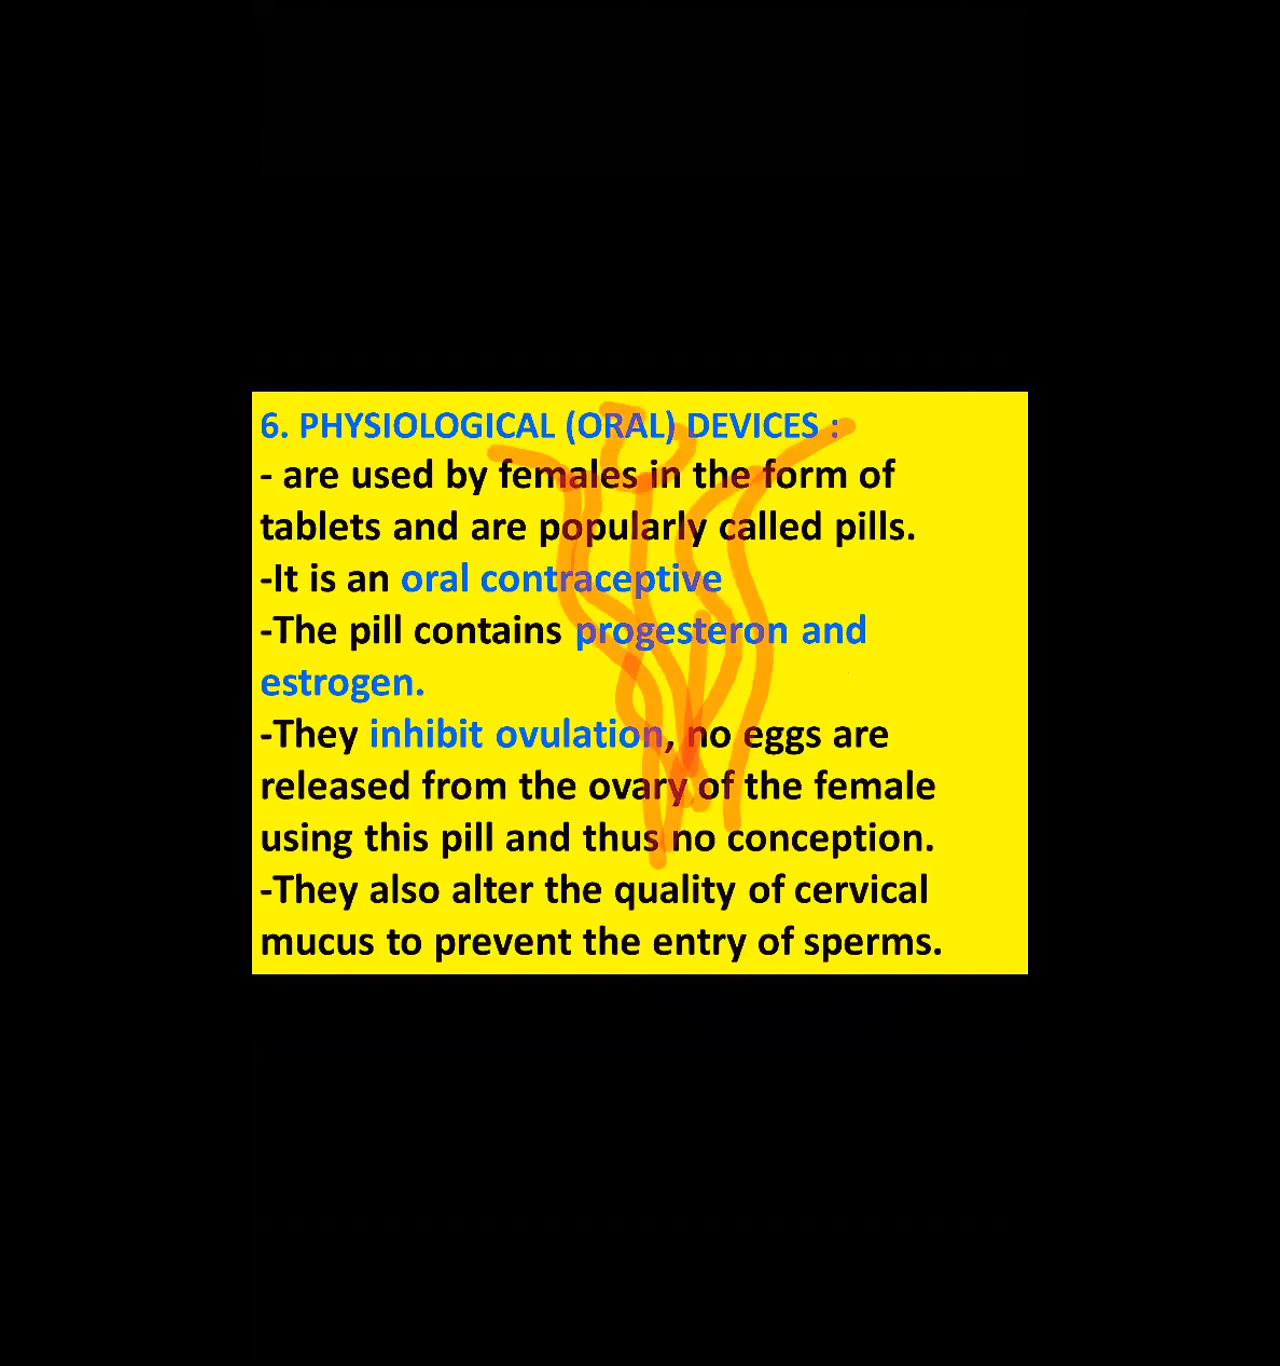 6. PHYSIOLOGICAL (ORAL) DEVICES :
- are used by females in the form of
tablets and are popularly called pills.
-It is an oral contraceptive
-The pill contains progesteron and
estrogen.
-They inhibit ovulation, no eggs are
released from the ovary of the female
using this pill and thus no conception.
-They also alter the quality of cervical
mucus to prevent the entry of sperms.